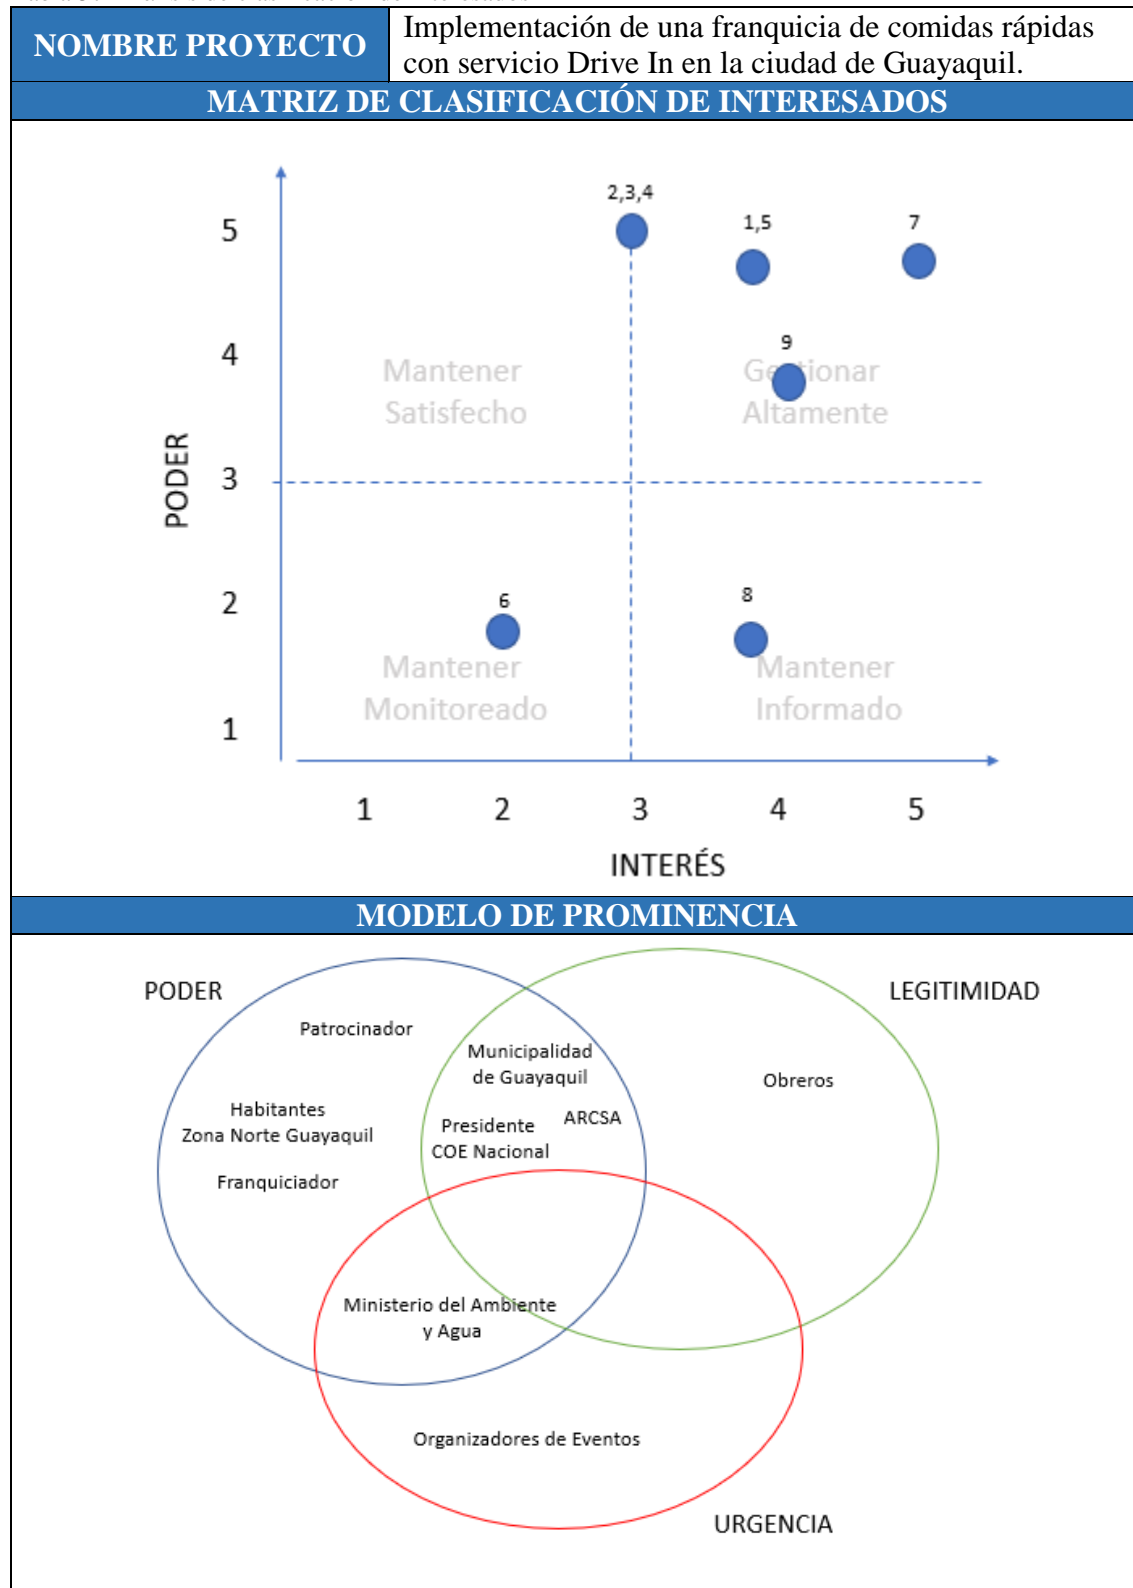 NOMBRE PROYECTO
Implementación de una franquicia de comidas rápidas
con servicio Drive In en la ciudad de Guayaquil.
MATRIZ DE CLASIFICACIÓN DE INTERESADOS
2,3,4
1,5
7
5
9
4
Mantener
Satisfecho
Gestionar
Altamente
PODER
3
6
8
2
Mantener
Monitoreado
Mantener
Informado
1
1 2 3 4 5
INTERÉS
MODELO DE PROMINENCIA
PODER
LEGITIMIDAD
Patrocinador
Municipalidad
de Guayaquil
Obreros
Habitantes
Zona Norte Guayaquil
Presidente
COE Nacional
ARCSA
Franquiciador
Ministerio del Ambiente
y Agua
Organizadores de Eventos
URGENCIA